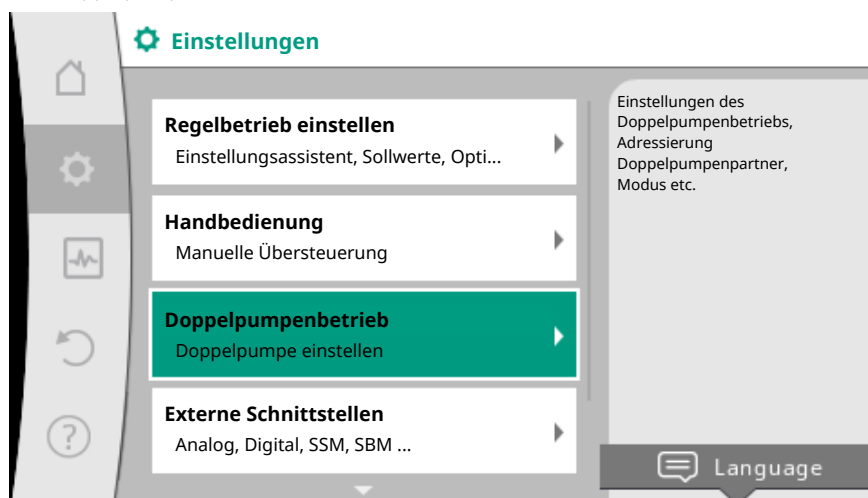 Einstellungen
Regelbetrieb einstellen
Einstellungsassistent, Sollwerte, Opti...
Handbedienung
Manuelle Übersteuerung
Doppelpumpenbetrieb
Doppelpumpe einstellen
Externe Schnittstellen
Analog, Digital, SSM, SBM ...
Einstellungen des
Doppelpumpenbetriebs,
Adressierung
Doppelpumpenpartner,
Modus etc.
Language